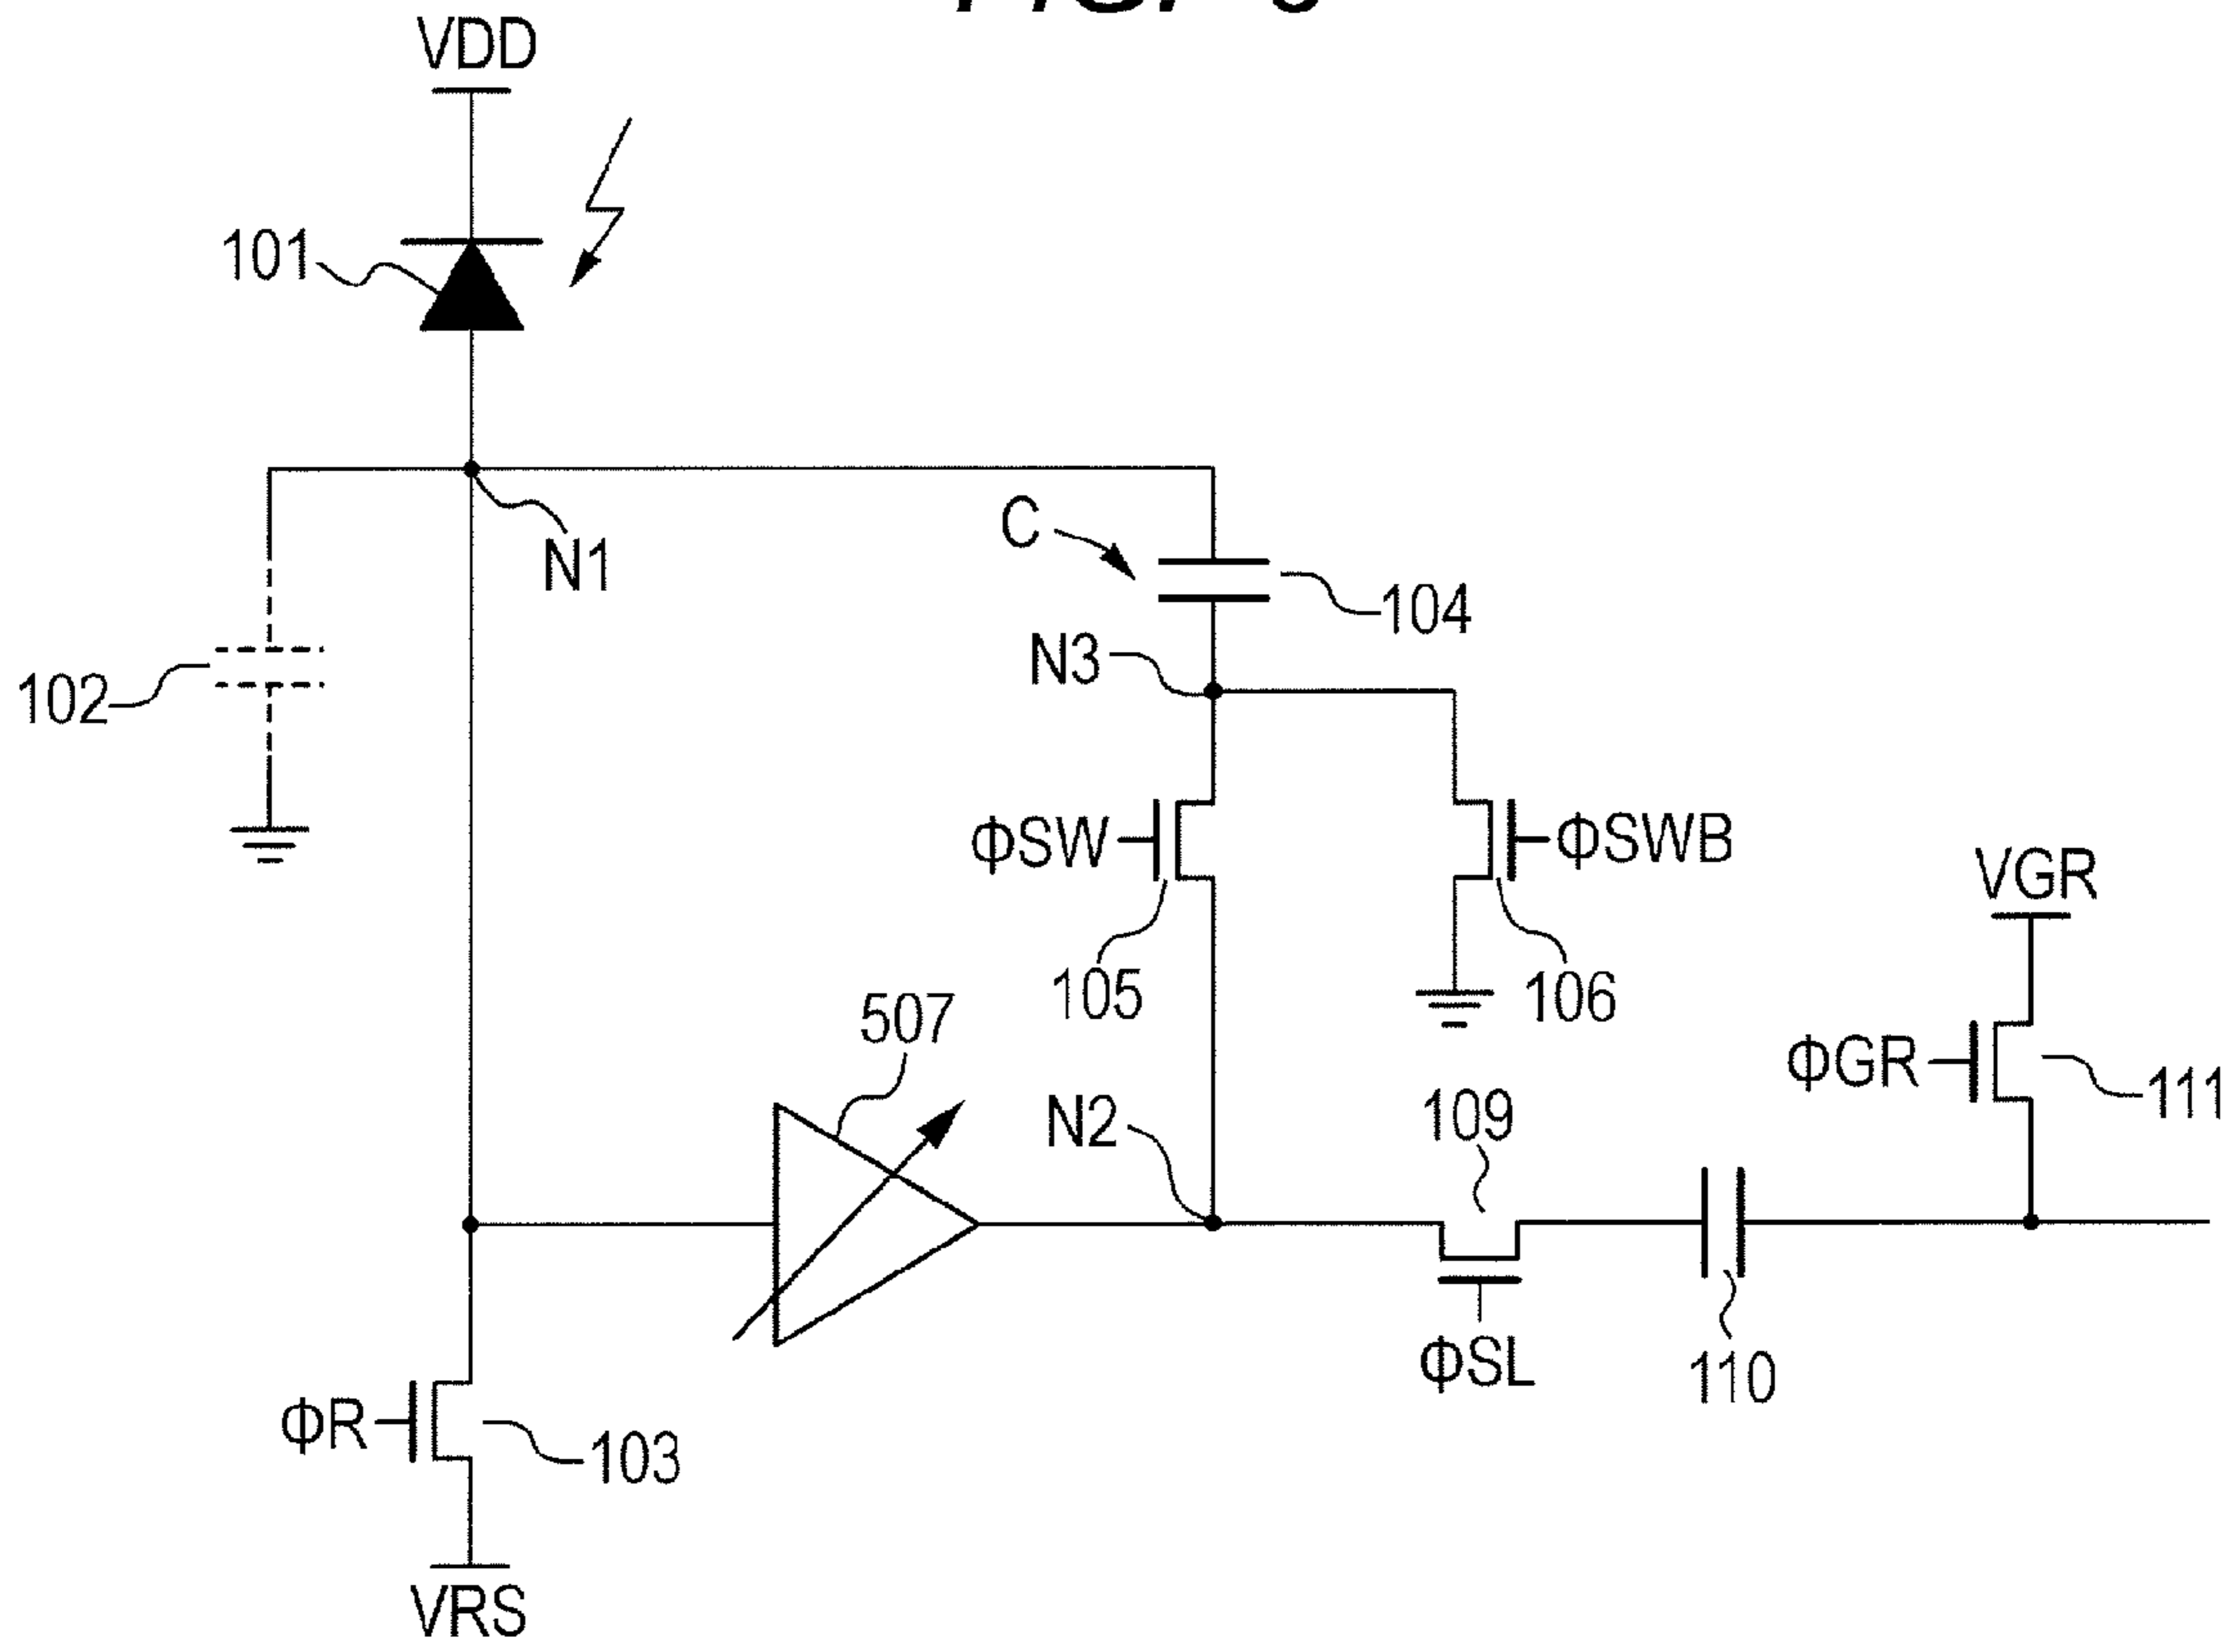 VDD
101
N1
C
104
N3
102
ΦSW
ΦSWB
VGR
105
106
507
ΦGR
111
N2
109
ΦSL
110
ΦR
103
VRS